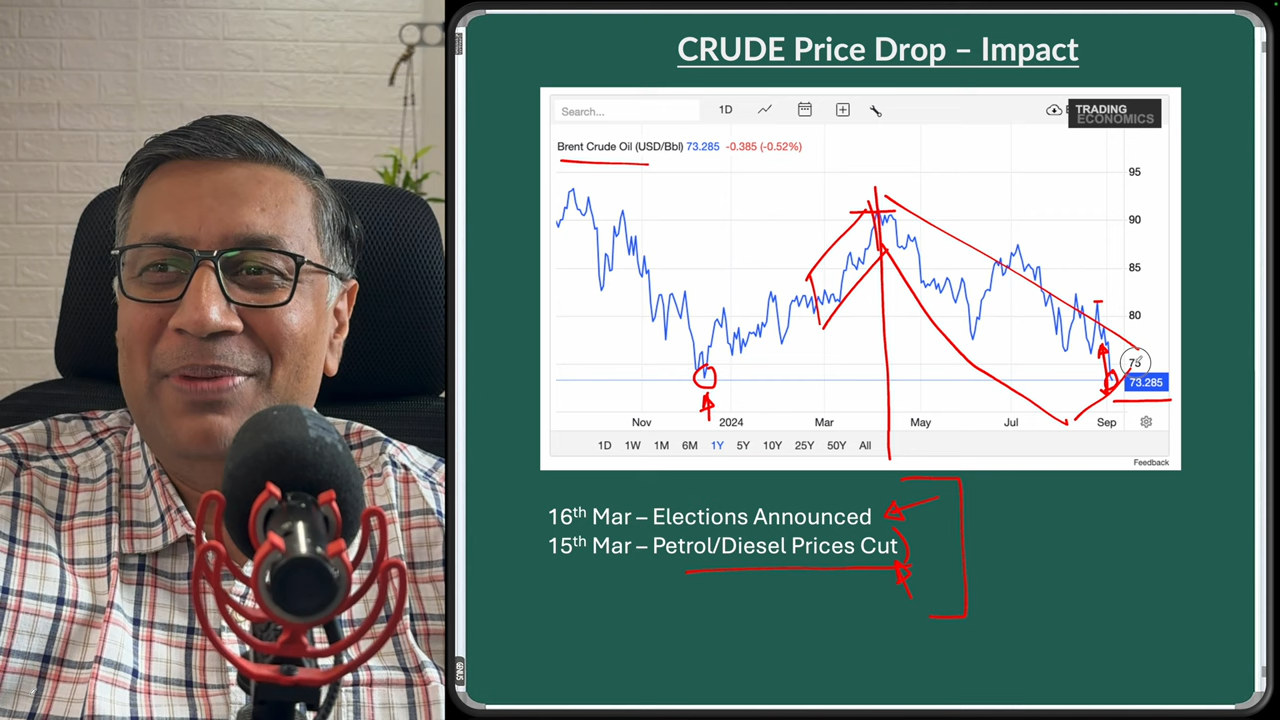 CRUDE Price Drop – Impact
Search...
1D
TRADING
ECONOMICS
Brent Crude Oil (USD/Bbl) 73.285 -0.385 (-0.52%)
95
90
85
80
75
73.285
Nov 2024 Mar May Jul Sep
1D 1W 1M 6M 1Y 5Y 10Y 25Y 50Y All
Feedback
16th Mar – Elections Announced
15th Mar – Petrol/Diesel Prices Cut
GENIUS